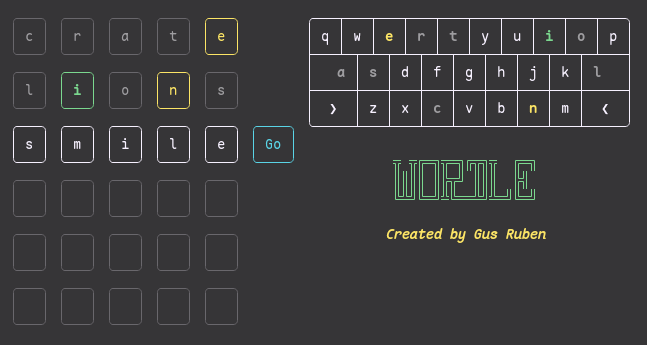 c r a t e
l i o n s
s m i l e Go
q w e r t y u i o p
a s d f g h j k l
❯ z x c v b n m ❮
WORDLE
Created by Gus Ruben